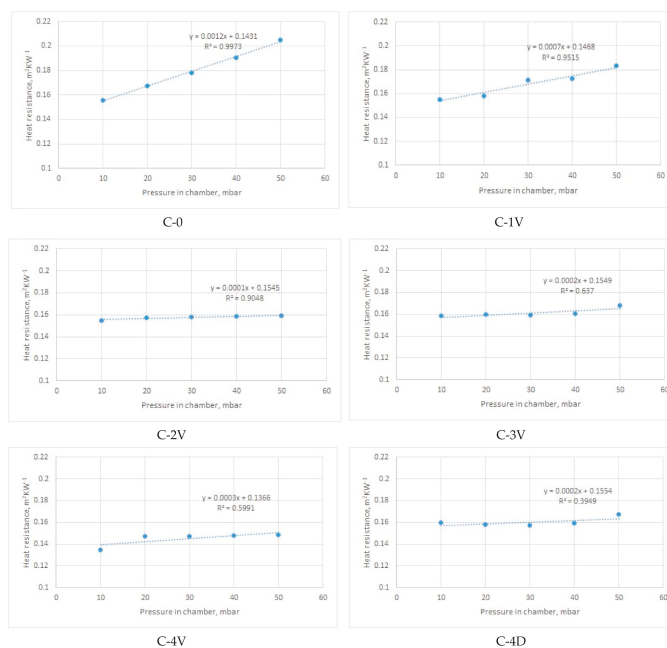 0.22
0.2
0.18
0.16
0.14
0.12
0.1
Heat resistance, m²KW⁻¹
y = 0.0012x + 0.1431
R² = 0.9973
0 10 20 30 40 50 60
Pressure in chamber, mbar
C-0
0.22
0.2
0.18
0.16
0.14
0.12
0.1
Heat resistance, m²KW⁻¹
y = 0.0007x + 0.1468
R² = 0.9515
0 10 20 30 40 50 60
Pressure in chamber, mbar
C-1V
0.22
0.2
0.18
0.16
0.14
0.12
0.1
Heat resistance, m²KW⁻¹
y = 0.0001x + 0.1545
R² = 0.9048
0 10 20 30 40 50 60
Pressure in chamber, mbar
C-2V
0.22
0.2
0.18
0.16
0.14
0.12
0.1
Heat resistance, m²KW⁻¹
y = 0.0002x + 0.1549
R² = 0.637
0 10 20 30 40 50 60
Pressure in chamber, mbar
C-3V
0.22
0.2
0.18
0.16
0.14
0.12
0.1
Heat resistance, m²KW⁻¹
y = 0.0003x + 0.1366
R² = 0.5991
0 10 20 30 40 50 60
Pressure in chamber, mbar
C-4V
0.22
0.2
0.18
0.16
0.14
0.12
0.1
Heat resistance, m²KW⁻¹
y = 0.0002x + 0.1554
R² = 0.3949
0 10 20 30 40 50 60
Pressure in chamber, mbar
C-4D